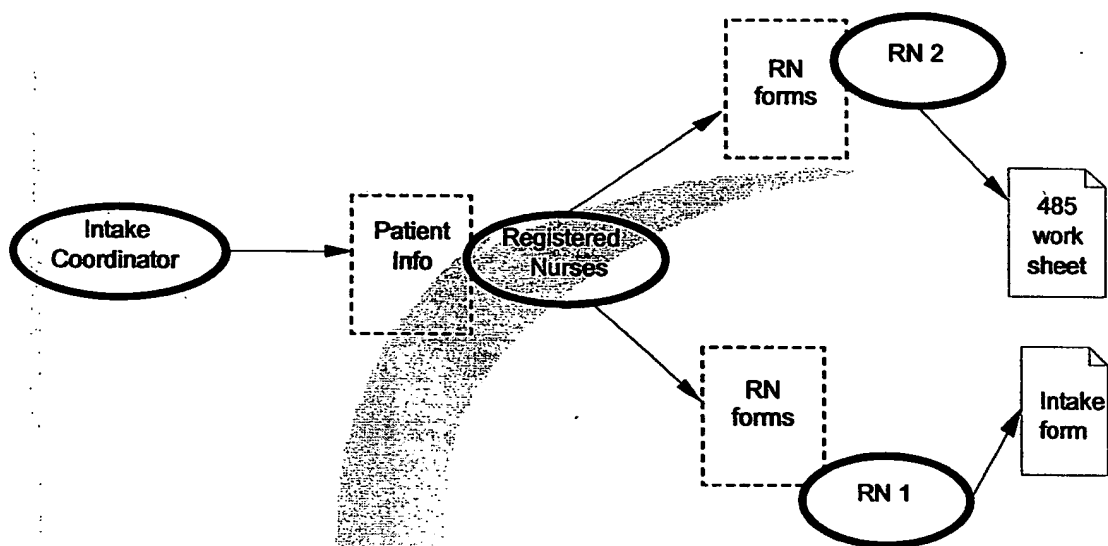 Intake
Coordinator
Patient
Info
Registered
Nurses
RN
forms
RN 2
485
work
sheet
RN
forms
RN 1
Intake
form